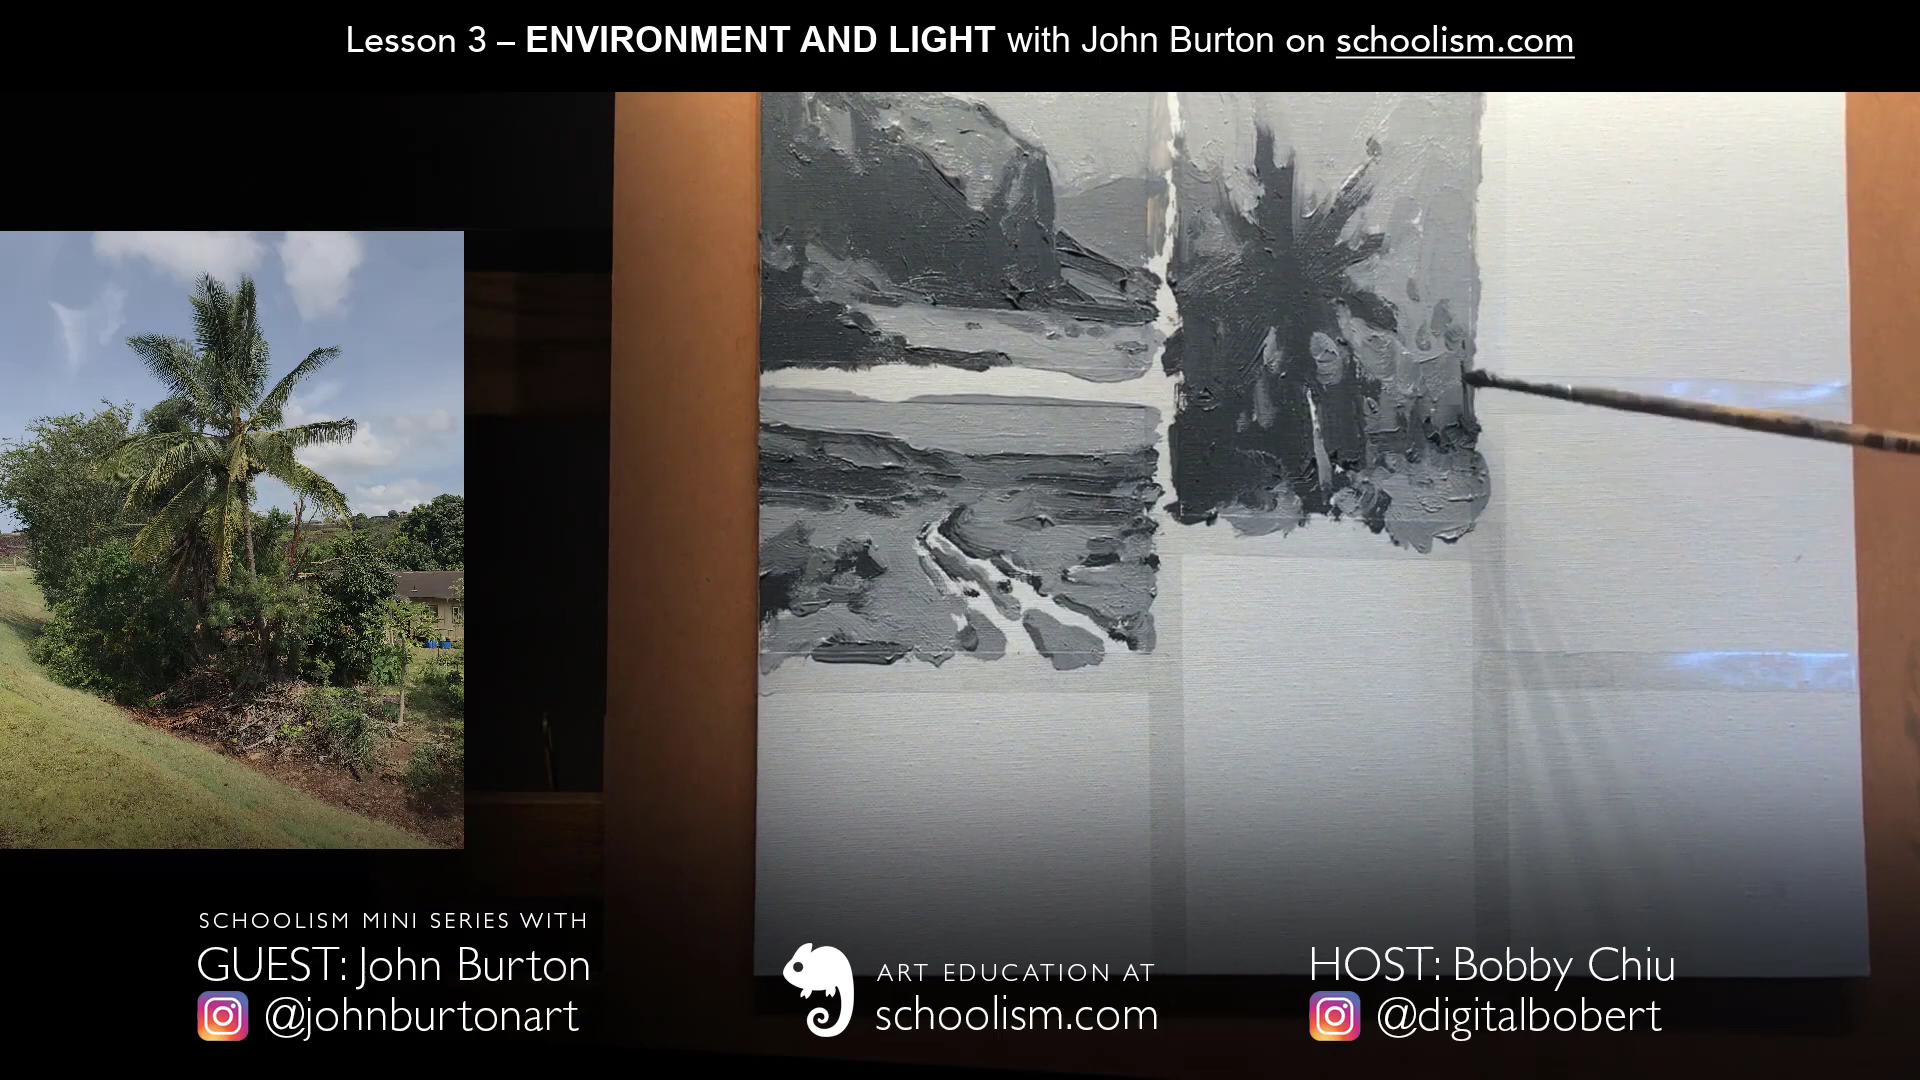 Lesson 3 – ENVIRONMENT AND LIGHT with John Burton on schoolism.com
SCHOOLISM MINI SERIES WITH
GUEST: John Burton
@johnburtonart
ART EDUCATION AT
schoolism.com
HOST: Bobby Chiu
@digitalbobert